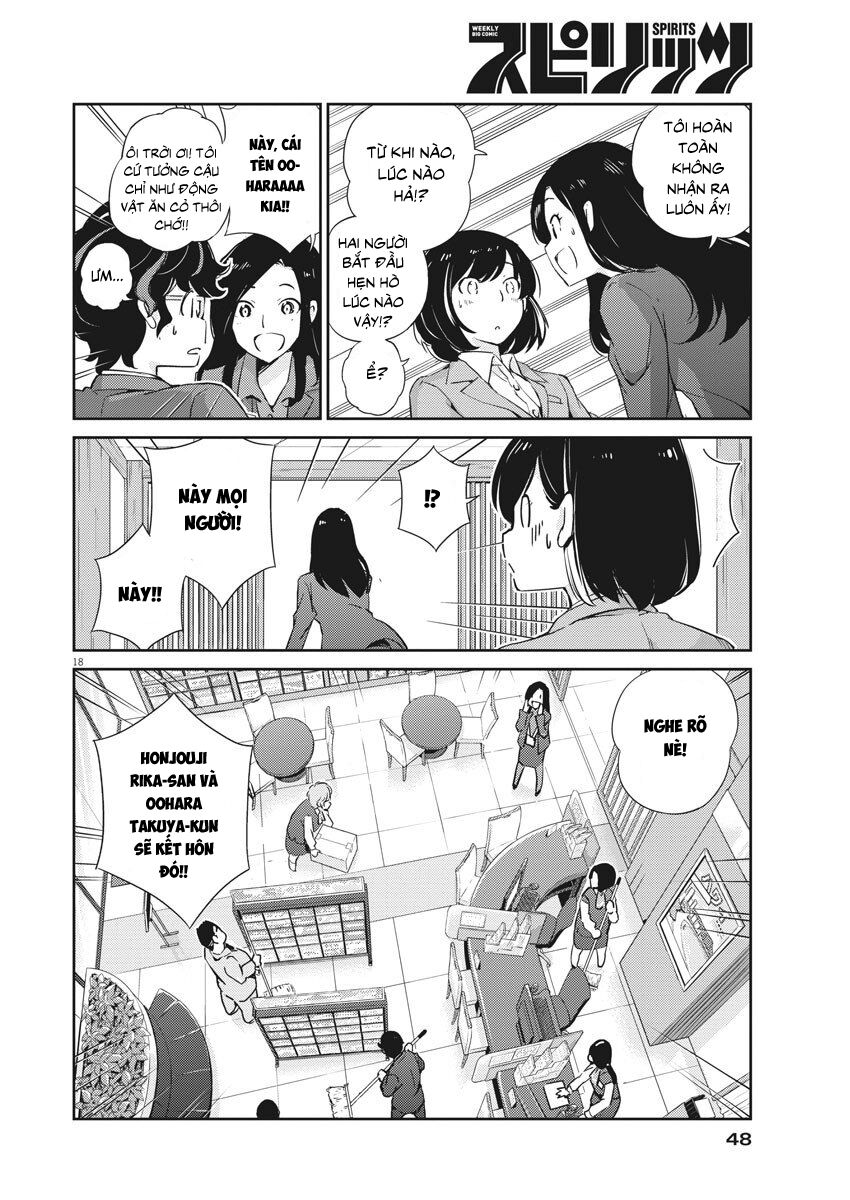 WEEKLY
BIG COMIC
SPIRITS
スピリッツ
TÔI HOÀN
TOÀN
KHÔNG
NHẬN RA
LUÔN ẤY!
TỪ KHI NÀO,
LÚC NÀO
HẢ!?
HAI NGƯỜI
BẮT ĐẦU
HẸN HÒ
LÚC NÀO
VẬY!?
Ể?
NÀY, CÁI
TÊN OO-
HARAAAA
KIA!!
ÔI TRỜI ƠI! TÔI
CỨ TƯỞNG CẬU
CHỈ NHƯ ĐỘNG
VẬT ĂN CỎ THÔI
CHỚ!!
ƯM...
!?
NÀY MỌI
NGƯỜI!
NÀY!!
18
NGHE RÕ
NÈ!
HONJOUJI
RIKA-SAN VÀ
OOHARA
TAKUYA-KUN
SẼ KẾT HÔN
ĐÓ!!
48